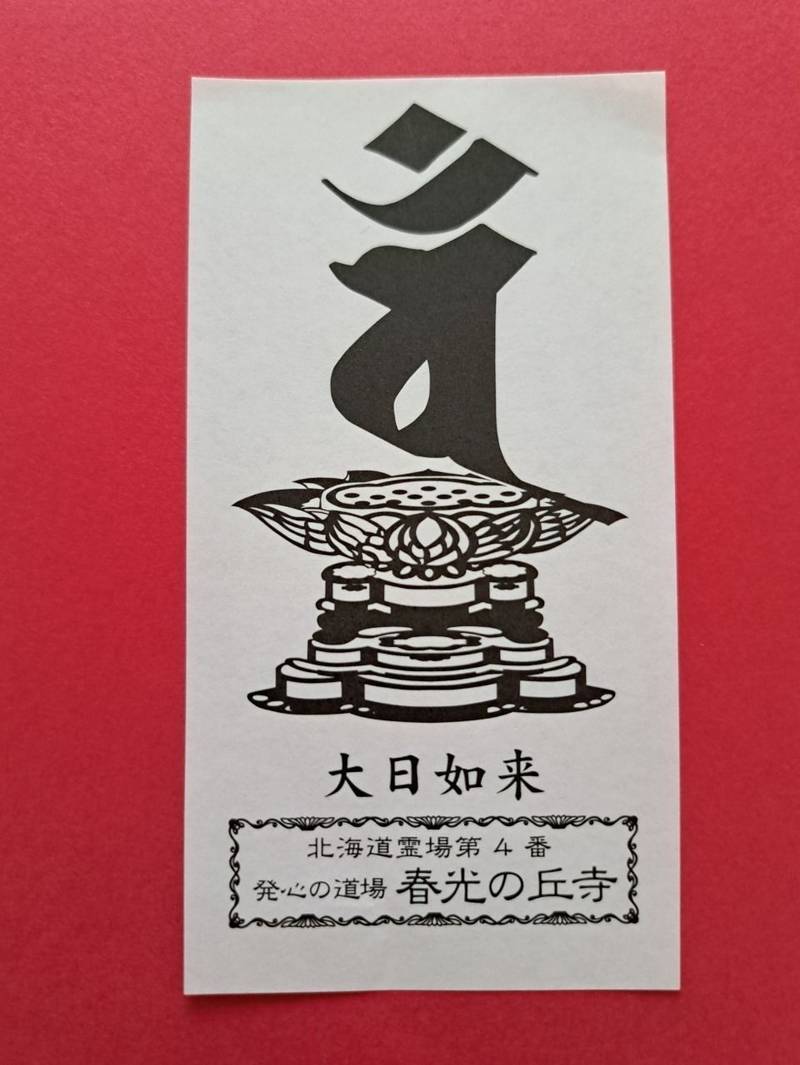 वं
大日如来
北海道霊場第4番
発心の道場 春光の丘寺